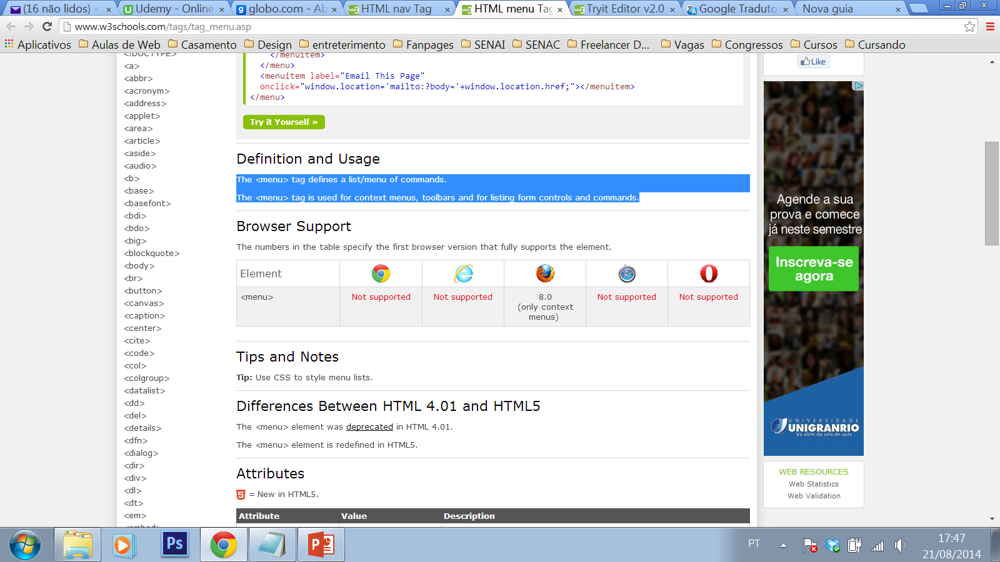 (16 não lidos) -
Udemy - Online
globo.com - Ab
HTML nav Tag
HTML menu Tag
Tryit Editor v2.0
Google Traduto
Nova guia
www.w3schools.com/tags/tag_menu.asp
Aplicativos
Aulas de Web
Casamento
Design
entreterimento
Fanpages
SENAI
SENAC
Freelancer D...
Vagas
Congressos
Cursos
Cursando
<!DOCTYPE>
<a>
<abbr>
<acronym>
<address>
<applet>
<area>
<article>
<aside>
<audio>
<b>
<base>
<basefont>
<bdi>
<bdo>
<big>
<blockquote>
<body>
<br>
<button>
<canvas>
<caption>
<center>
<cite>
<code>
<col>
<colgroup>
<datalist>
<dd>
<del>
<details>
<dfn>
<dialog>
<dir>
<div>
<dl>
<dt>
<em>
<embed>
</menuitem>
</menu>
<menuitem label="Email This Page"
onclick="window.location='mailto:?body='+window.location.href;"></menuitem>
</menu>
Try it Yourself »
Definition and Usage
The <menu> tag defines a list/menu of commands.
The <menu> tag is used for context menus, toolbars and for listing form controls and commands.
Browser Support
The numbers in the table specify the first browser version that fully supports the element.
Element
<menu> Not supported Not supported 8.0 Not supported Not supported
(only context
menus)
Tips and Notes
Tip: Use CSS to style menu lists.
Differences Between HTML 4.01 and HTML5
The <menu> element was deprecated in HTML 4.01.
The <menu> element is redefined in HTML5.
Attributes
= New in HTML5.
Attribute Value Description
Like
Agende a sua
prova e comece
já neste semestre
Inscreva-se
agora
UNIVERSIDADE
UNIGRANRIO
Vá além da sala de aula
WEB RESOURCES
Web Statistics
Web Validation
Ps
PT
17:47
21/08/2014